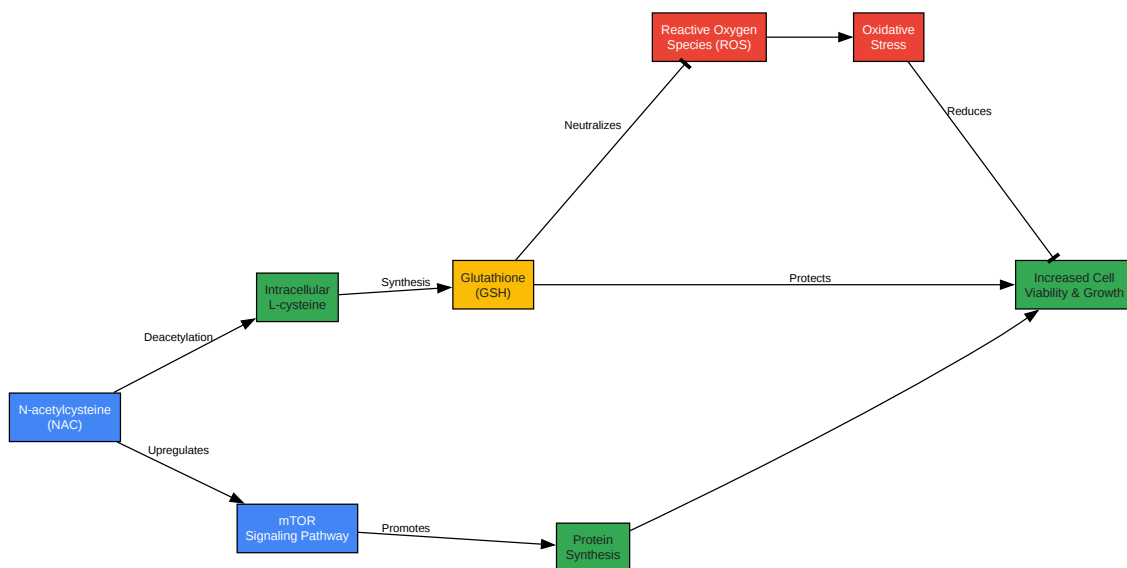 Reactive Oxygen
Species (ROS)
Oxidative
Stress
Neutralizes
Reduces
Intracellular
L-cysteine
Synthesis
Glutathione
(GSH)
Protects
Increased Cell
Viability & Growth
Deacetylation
N-acetylcysteine
(NAC)
Upregulates
mTOR
Signaling Pathway
Promotes
Protein
Synthesis